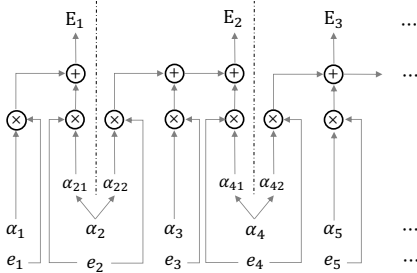 E₁ E₂ E₃ ...
+ + + + ...
× × × × × × ×
α₂₁ α₂₂ α₄₁ α₄₂
α₁ α₂ α₃ α₄ α₅ ...
e₁ e₂ e₃ e₄ e₅ ...